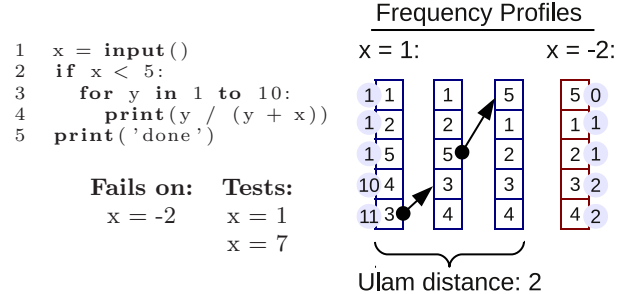 Frequency Profiles
1 x = input()
2 if x < 5:
3 for y in 1 to 10:
4 print(y / (y + x))
5 print('done')
Fails on: Tests:
x = -2 x = 1
x = 7
x = 1: x = -2:
1 1 1 5 5 0
1 2 2 1 1 1
1 5 5 2 2 1
10 4 3 3 3 2
11 3 4 4 4 2
Ulam distance: 2